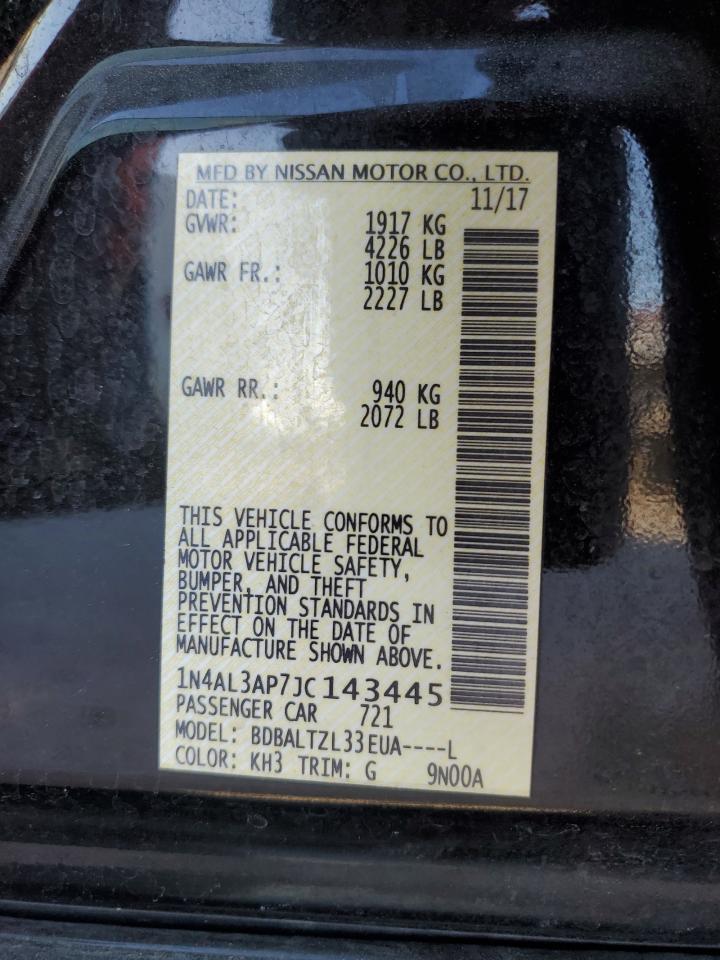 MFD BY NISSAN MOTOR CO., LTD.
DATE: 11/17
GVWR: 1917 KG
4226 LB
GAWR FR.: 1010 KG
2227 LB
GAWR RR.: 940 KG
2072 LB
THIS VEHICLE CONFORMS TO
ALL APPLICABLE FEDERAL
MOTOR VEHICLE SAFETY,
BUMPER, AND THEFT
PREVENTION STANDARDS IN
EFFECT ON THE DATE OF
MANUFACTURE SHOWN ABOVE.
1N4AL3AP7JC143445
PASSENGER CAR 721
MODEL: BDBALTZL33EUA----L
COLOR: KH3 TRIM: G 9N00A